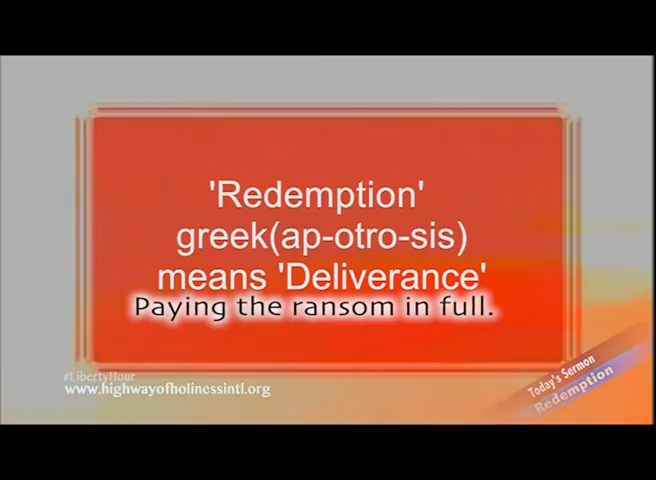 'Redemption'
greek(ap-otro-sis)
means 'Deliverance'
Paying the ransom in full.
#LibertyHour
www.highwayofholinessintl.org
Today's Sermon
Redemption